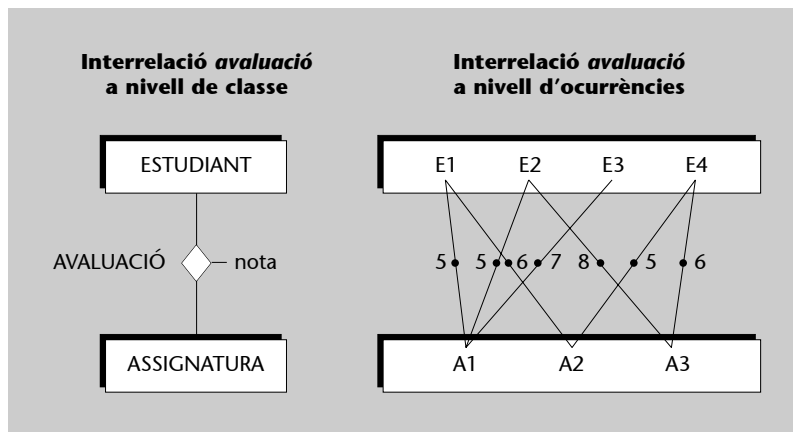 Interrelació avaluació
a nivell de classe
ESTUDIANT
AVALUACIÓ
nota
ASSIGNATURA
Interrelació avaluació
a nivell d'ocurrències
E1 E2 E3 E4
5 5 6 7 8 5 6
A1 A2 A3